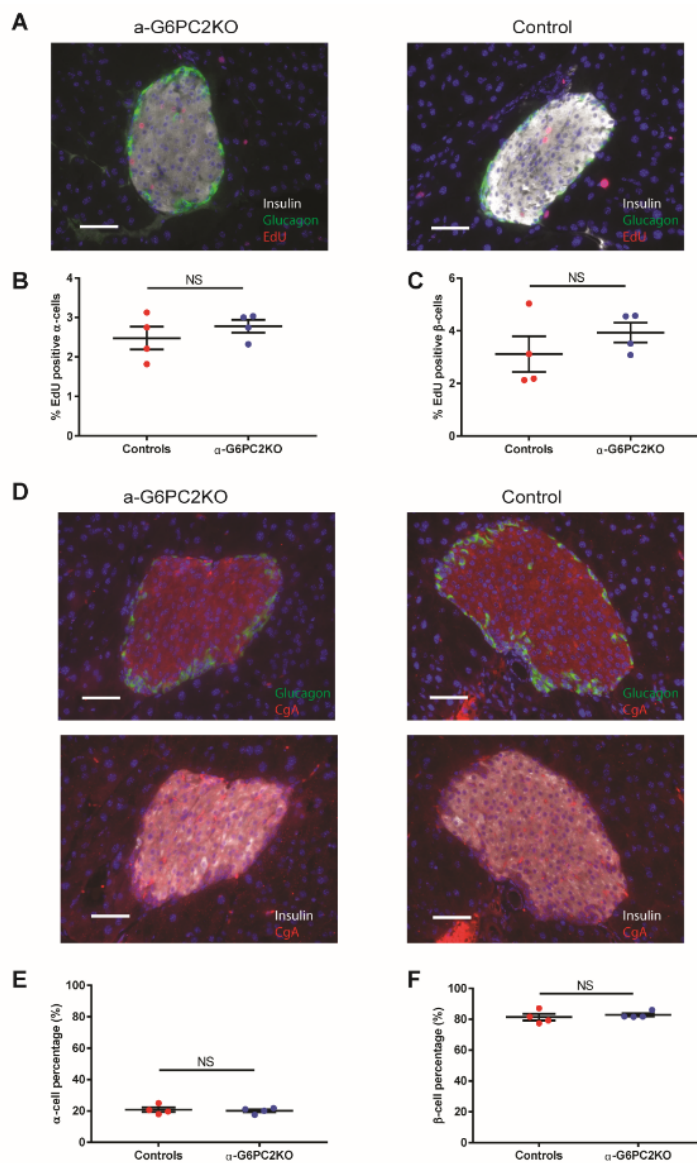 A
a-G6PC2KO
Control
Insulin
Glucagon
EdU
Insulin
Glucagon
EdU
B
NS
% EdU positive α-cells
4
3
2
1
0
Controls
α-G6PC2KO
C
NS
% EdU positive β-cells
6
4
2
0
Controls
α-G6PC2KO
D
a-G6PC2KO
Control
Glucagon
CgA
Glucagon
CgA
Insulin
CgA
Insulin
CgA
E
α-cell percentage (%)
100
80
60
40
20
0
NS
Controls
α-G6PC2KO
F
β-cell percentage (%)
100
80
60
40
20
0
NS
Controls
α-G6PC2KO